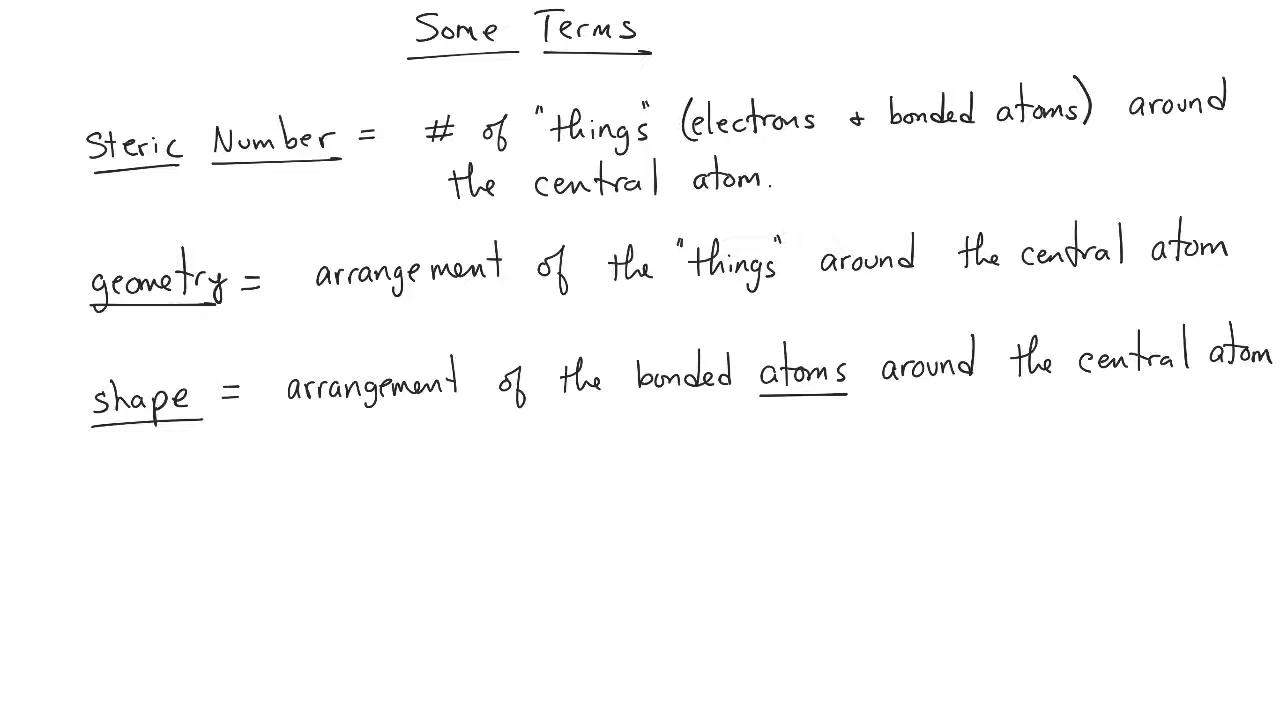 Some Terms
Steric Number = # of "things" (electrons & bonded atoms) around
the central atom.
geometry = arrangement of the "things" around the central atom
shape = arrangement of the bonded atoms around the central atom